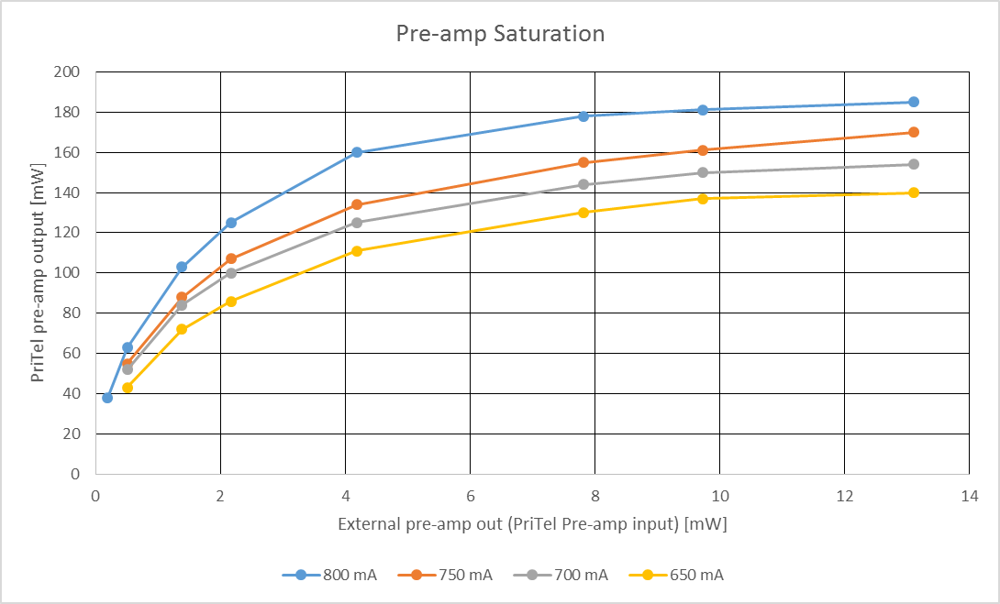 Pre-amp Saturation
PriTel pre-amp output [mW]
200
180
160
140
120
100
80
60
40
20
0
0 2 4 6 8 10 12 14
External pre-amp out (PriTel Pre-amp input) [mW]
800 mA 750 mA 700 mA 650 mA